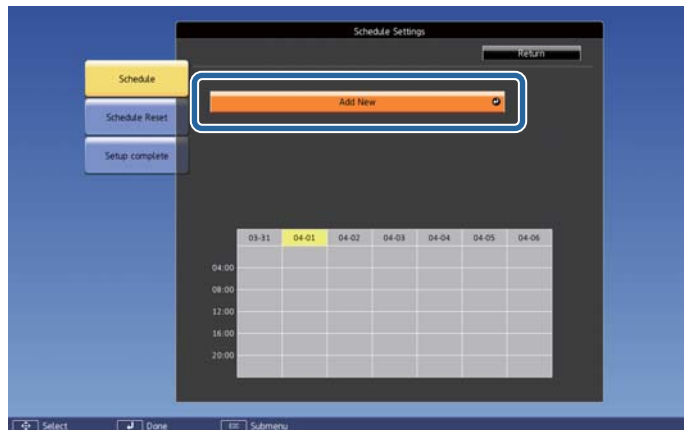 Schedule Settings
Return
Schedule
Add New
Schedule Reset
Setup complete
03-31 04-01 04-02 04-03 04-04 04-05 04-06
04:00
08:00
12:00
16:00
20:00
Select Done Esc Submenu